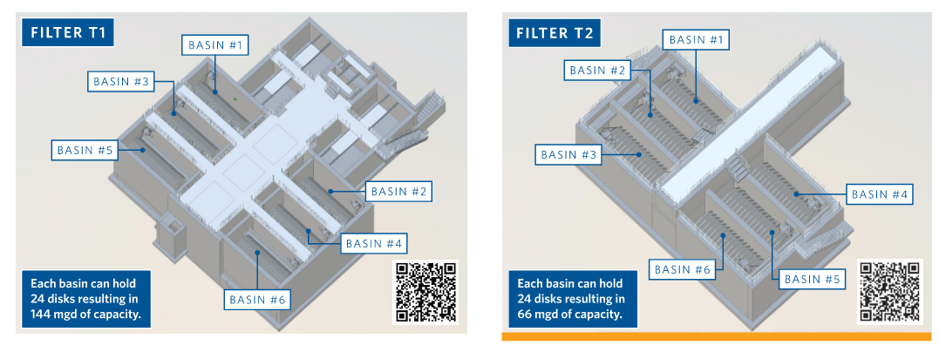 FILTER T1
BASIN #1
BASIN #3
BASIN #5
BASIN #2
BASIN #4
BASIN #6
Each basin can hold
24 disks resulting in
144 mgd of capacity.
FILTER T2
BASIN #1
BASIN #2
BASIN #3
BASIN #4
BASIN #6
BASIN #5
Each basin can hold
24 disks resulting in
66 mgd of capacity.